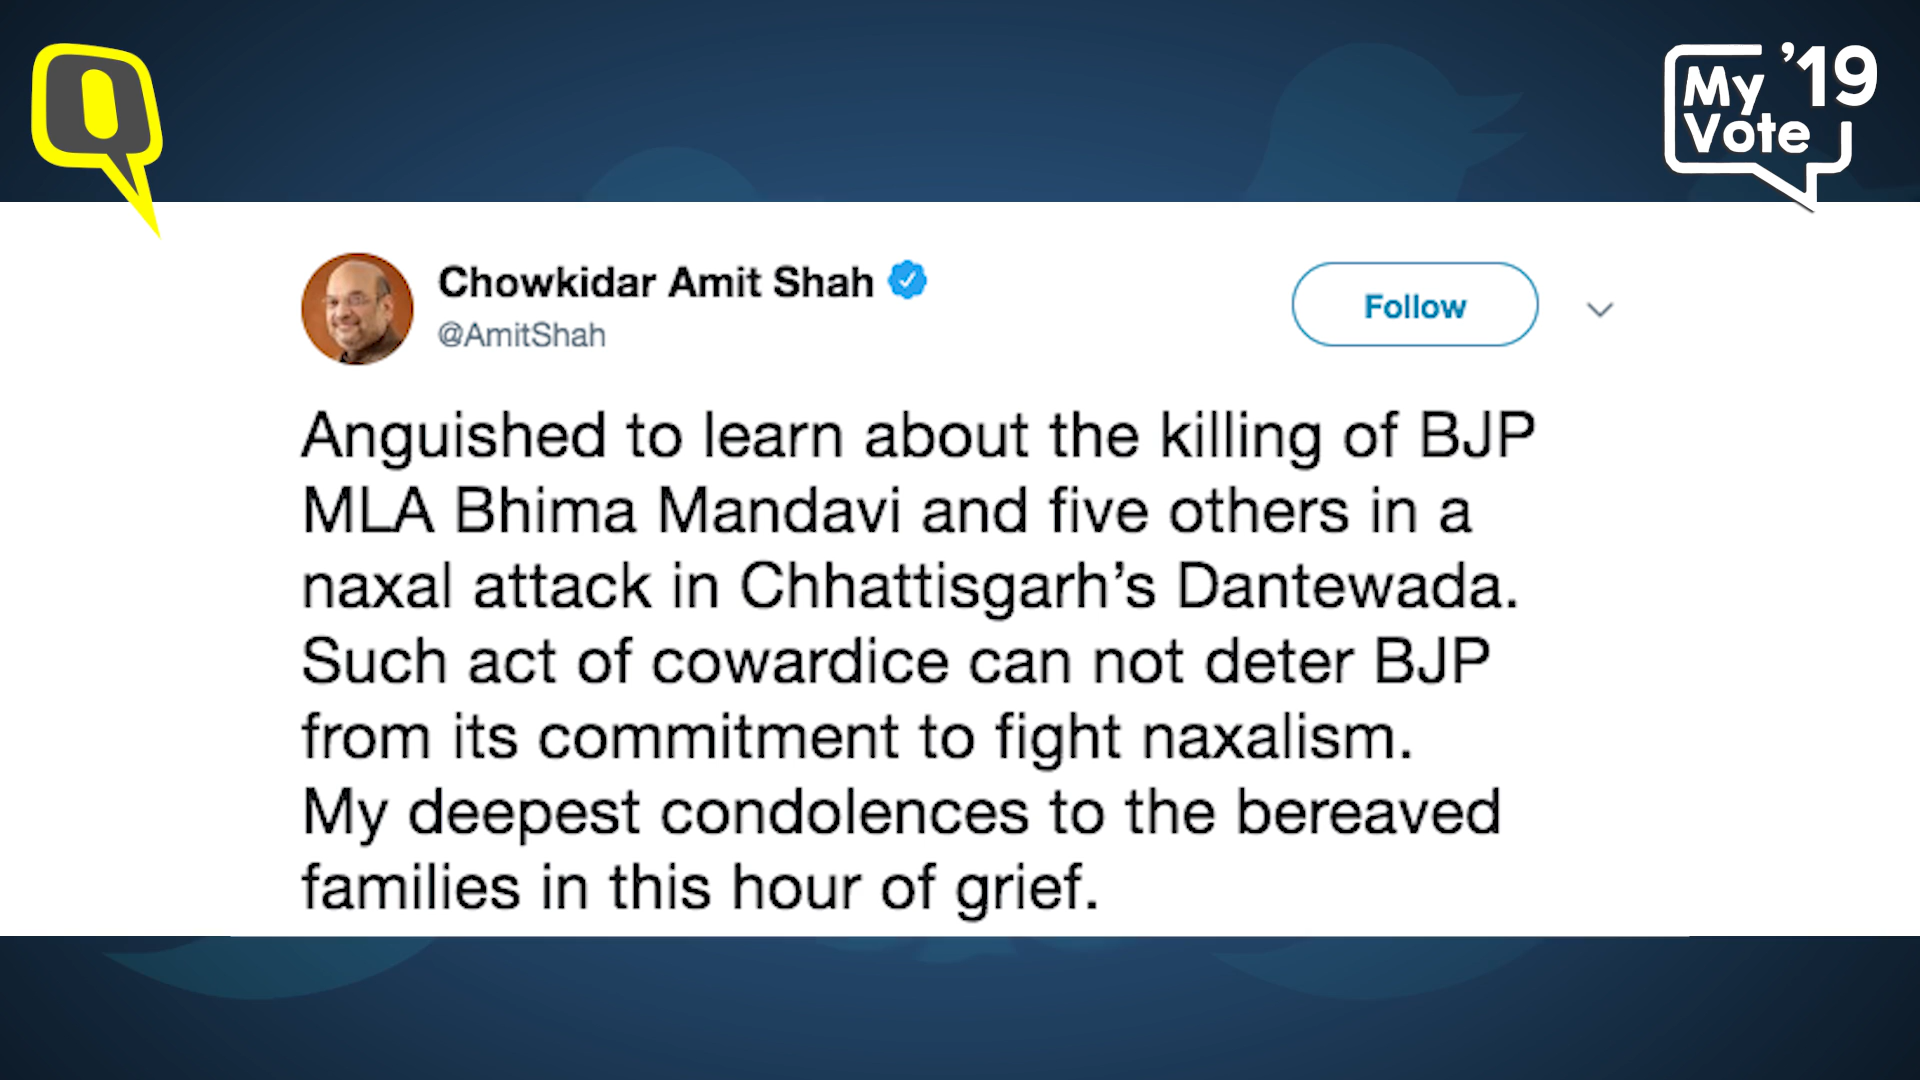 My '19
Vote
Chowkidar Amit Shah
@AmitShah
Follow
Anguished to learn about the killing of BJP
MLA Bhima Mandavi and five others in a
naxal attack in Chhattisgarh’s Dantewada.
Such act of cowardice can not deter BJP
from its commitment to fight naxalism.
My deepest condolences to the bereaved
families in this hour of grief.